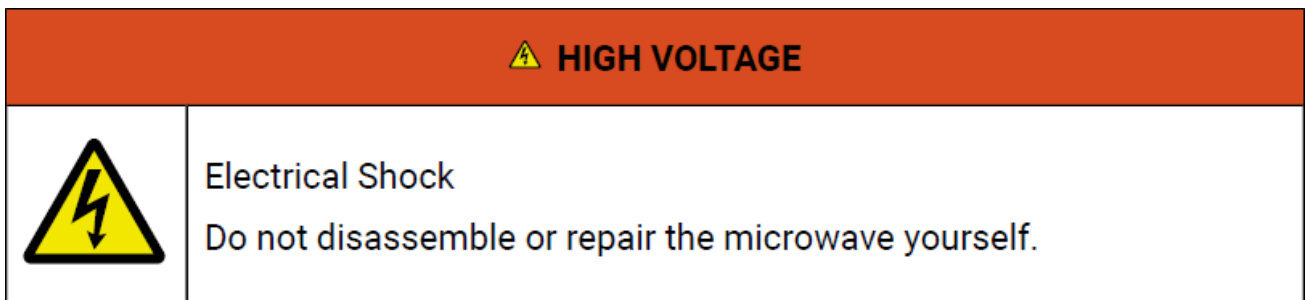 HIGH VOLTAGE
Electrical Shock
Do not disassemble or repair the microwave yourself.